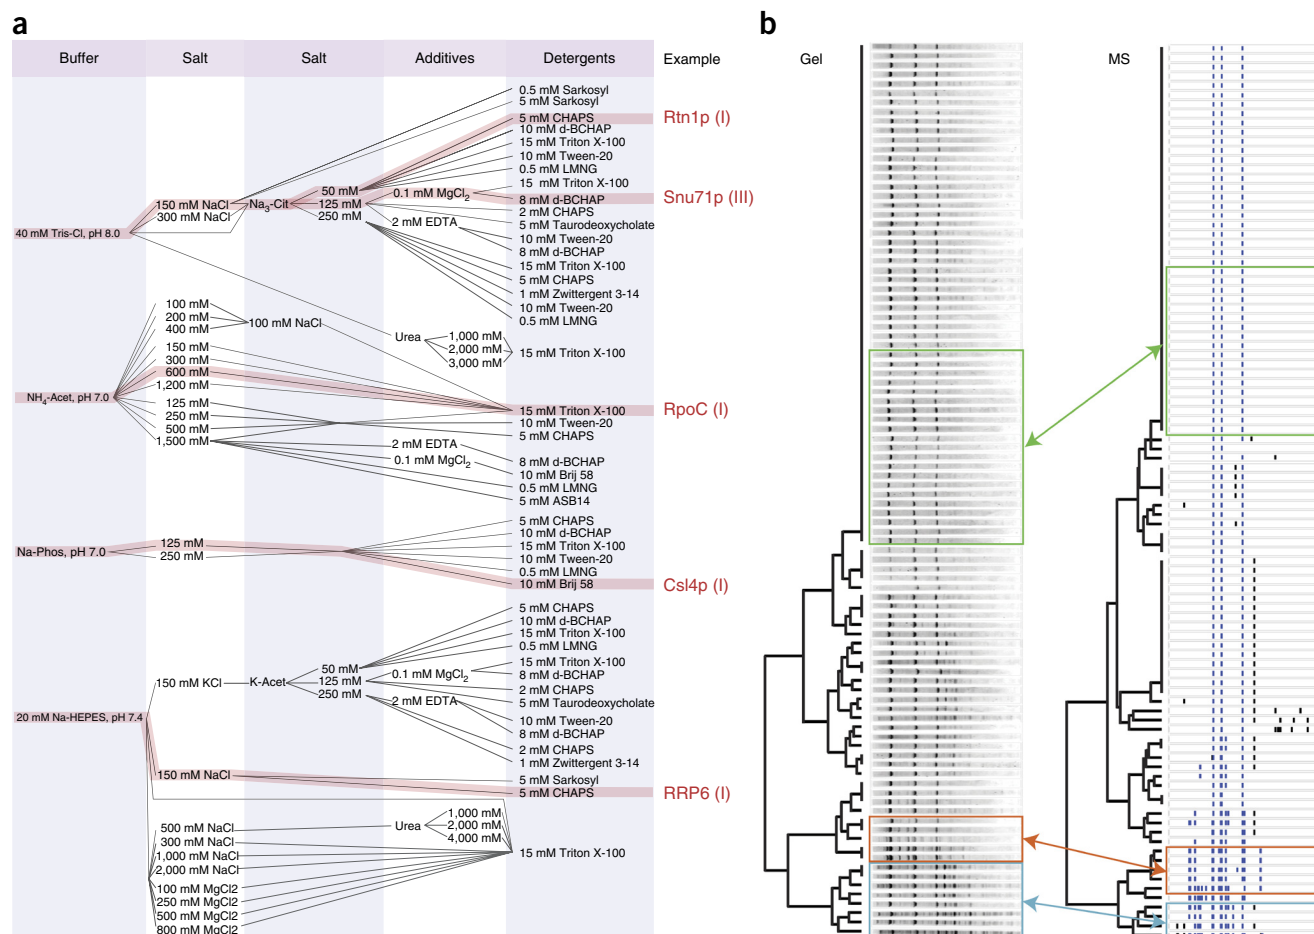 a
Buffer Salt Salt Additives Detergents Example
0.5 mM Sarkosyl
5 mM Sarkosyl
5 mM CHAPS Rtn1p (I)
10 mM d-BCHAP
15 mM Triton X-100
10 mM Tween-20
0.5 mM LMNG
15 mM Triton X-100
8 mM d-BCHAP Snu71p (III)
2 mM CHAPS
5 mM Taurodeoxycholate
10 mM Tween-20
8 mM d-BCHAP
15 mM Triton X-100
5 mM CHAPS
1 mM Zwittergent 3-14
10 mM Tween-20
0.5 mM LMNG
40 mM Tris-Cl, pH 8.0
150 mM NaCl
300 mM NaCl
Na3-Cit
50 mM
125 mM
250 mM
0.1 mM MgCl2
2 mM EDTA
Urea
1,000 mM
2,000 mM
3,000 mM
15 mM Triton X-100
NH4-Acet, pH 7.0
100 mM
200 mM
400 mM
100 mM NaCl
150 mM
300 mM
600 mM
1,200 mM
125 mM
250 mM
500 mM
1,500 mM
2 mM EDTA
0.1 mM MgCl2
15 mM Triton X-100 RpoC (I)
10 mM Tween-20
5 mM CHAPS
8 mM d-BCHAP
10 mM Brij 58
0.5 mM LMNG
5 mM ASB14
Na-Phos, pH 7.0
125 mM
250 mM
5 mM CHAPS
10 mM d-BCHAP
15 mM Triton X-100
10 mM Tween-20
0.5 mM LMNG
10 mM Brij 58 Csl4p (I)
20 mM Na-HEPES, pH 7.4
150 mM KCl
K-Acet
50 mM
125 mM
250 mM
0.1 mM MgCl2
2 mM EDTA
5 mM CHAPS
10 mM d-BCHAP
15 mM Triton X-100
0.5 mM LMNG
15 mM Triton X-100
8 mM d-BCHAP
2 mM CHAPS
5 mM Taurodeoxycholate
10 mM Tween-20
8 mM d-BCHAP
2 mM CHAPS
1 mM Zwittergent 3-14
150 mM NaCl
5 mM Sarkosyl
5 mM CHAPS RRP6 (I)
500 mM NaCl
300 mM NaCl
1,000 mM NaCl
2,000 mM NaCl
100 mM MgCl2
250 mM MgCl2
500 mM MgCl2
800 mM MgCl2
Urea
1,000 mM
2,000 mM
4,000 mM
15 mM Triton X-100
b
Gel
MS